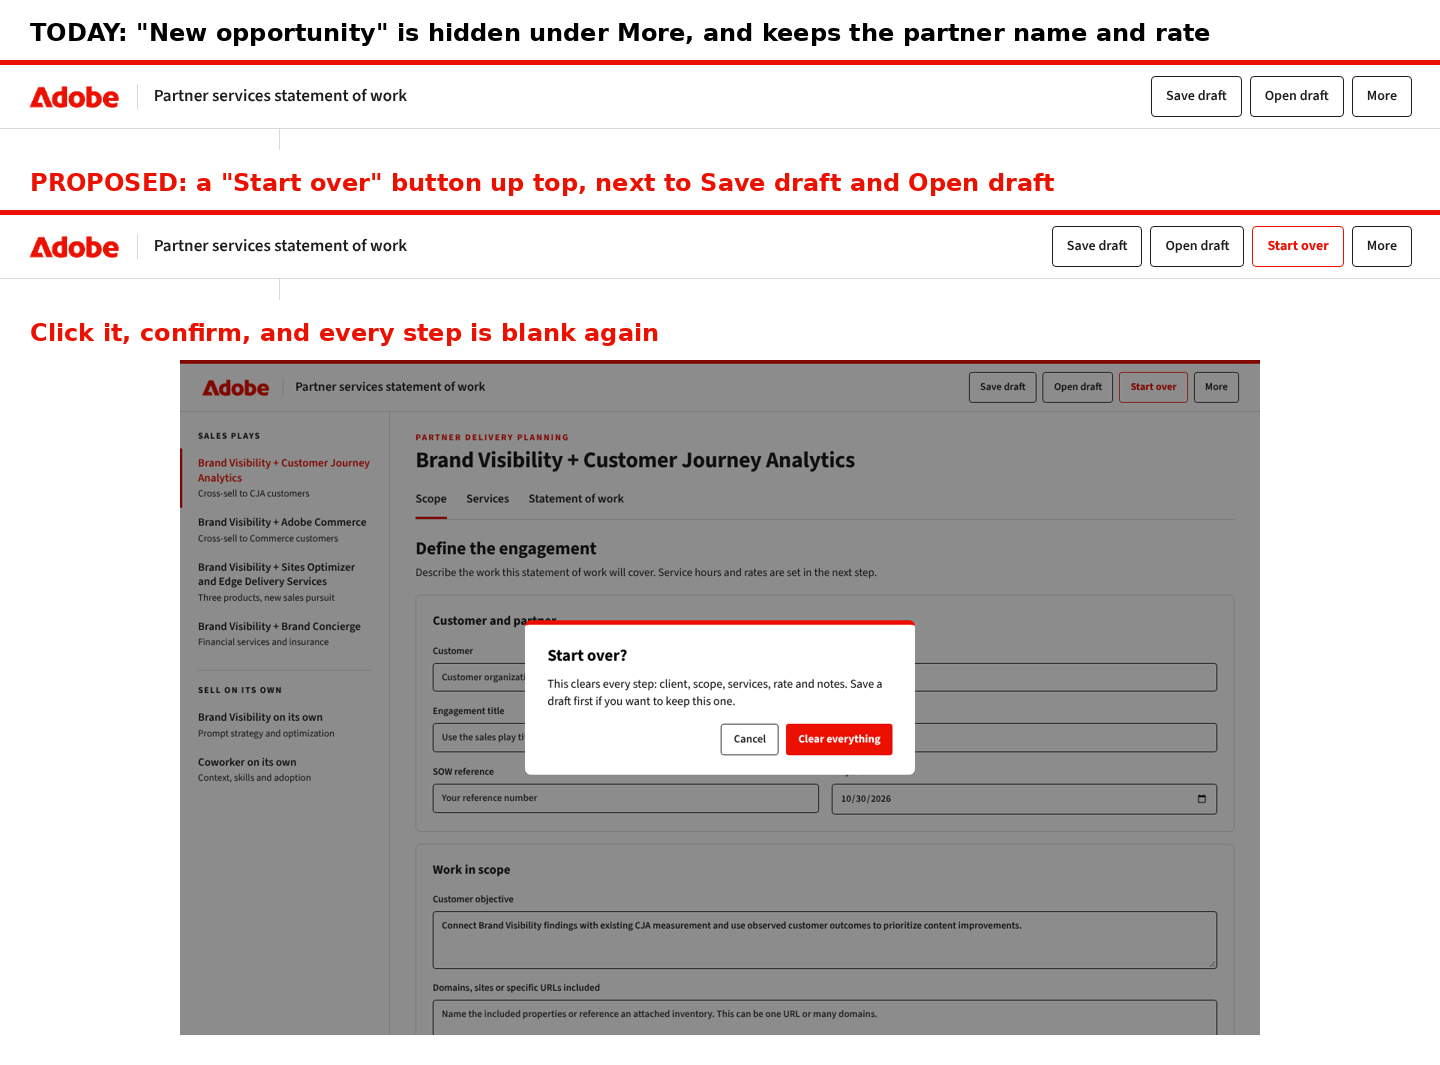 TODAY: "New opportunity" is hidden under More, and keeps the partner name and rate
Adobe
Partner services statement of work
Save draft
Open draft
More
PROPOSED: a "Start over" button up top, next to Save draft and Open draft
Adobe
Partner services statement of work
Save draft
Open draft
Start over
More
Click it, confirm, and every step is blank again
Adobe
Partner services statement of work
Save draft
Open draft
Start over
More
SALES PLAYS
Brand Visibility + Customer Journey
Analytics
Cross-sell to CJA customers
Brand Visibility + Adobe Commerce
Cross-sell to Commerce customers
Brand Visibility + Sites Optimizer
and Edge Delivery Services
Three products, new sales pursuit
Brand Visibility + Brand Concierge
Financial services and insurance
SELL ON ITS OWN
Brand Visibility on its own
Prompt strategy and optimization
Coworker on its own
Context, skills and adoption
PARTNER DELIVERY PLANNING
Brand Visibility + Customer Journey Analytics
Scope
Services
Statement of work
Define the engagement
Describe the work this statement of work will cover. Service hours and rates are set in the next step.
Customer and partner
Customer
Customer organizati
Engagement title
Use the sales play ti
SOW reference
Your reference number
10/30/2026
Start over?
This clears every step: client, scope, services, rate and notes. Save a
draft first if you want to keep this one.
Cancel
Clear everything
Work in scope
Customer objective
Connect Brand Visibility findings with existing CJA measurement and use observed customer outcomes to prioritize content improvements.
Domains, sites or specific URLs included
Name the included properties or reference an attached inventory. This can be one URL or many domains.